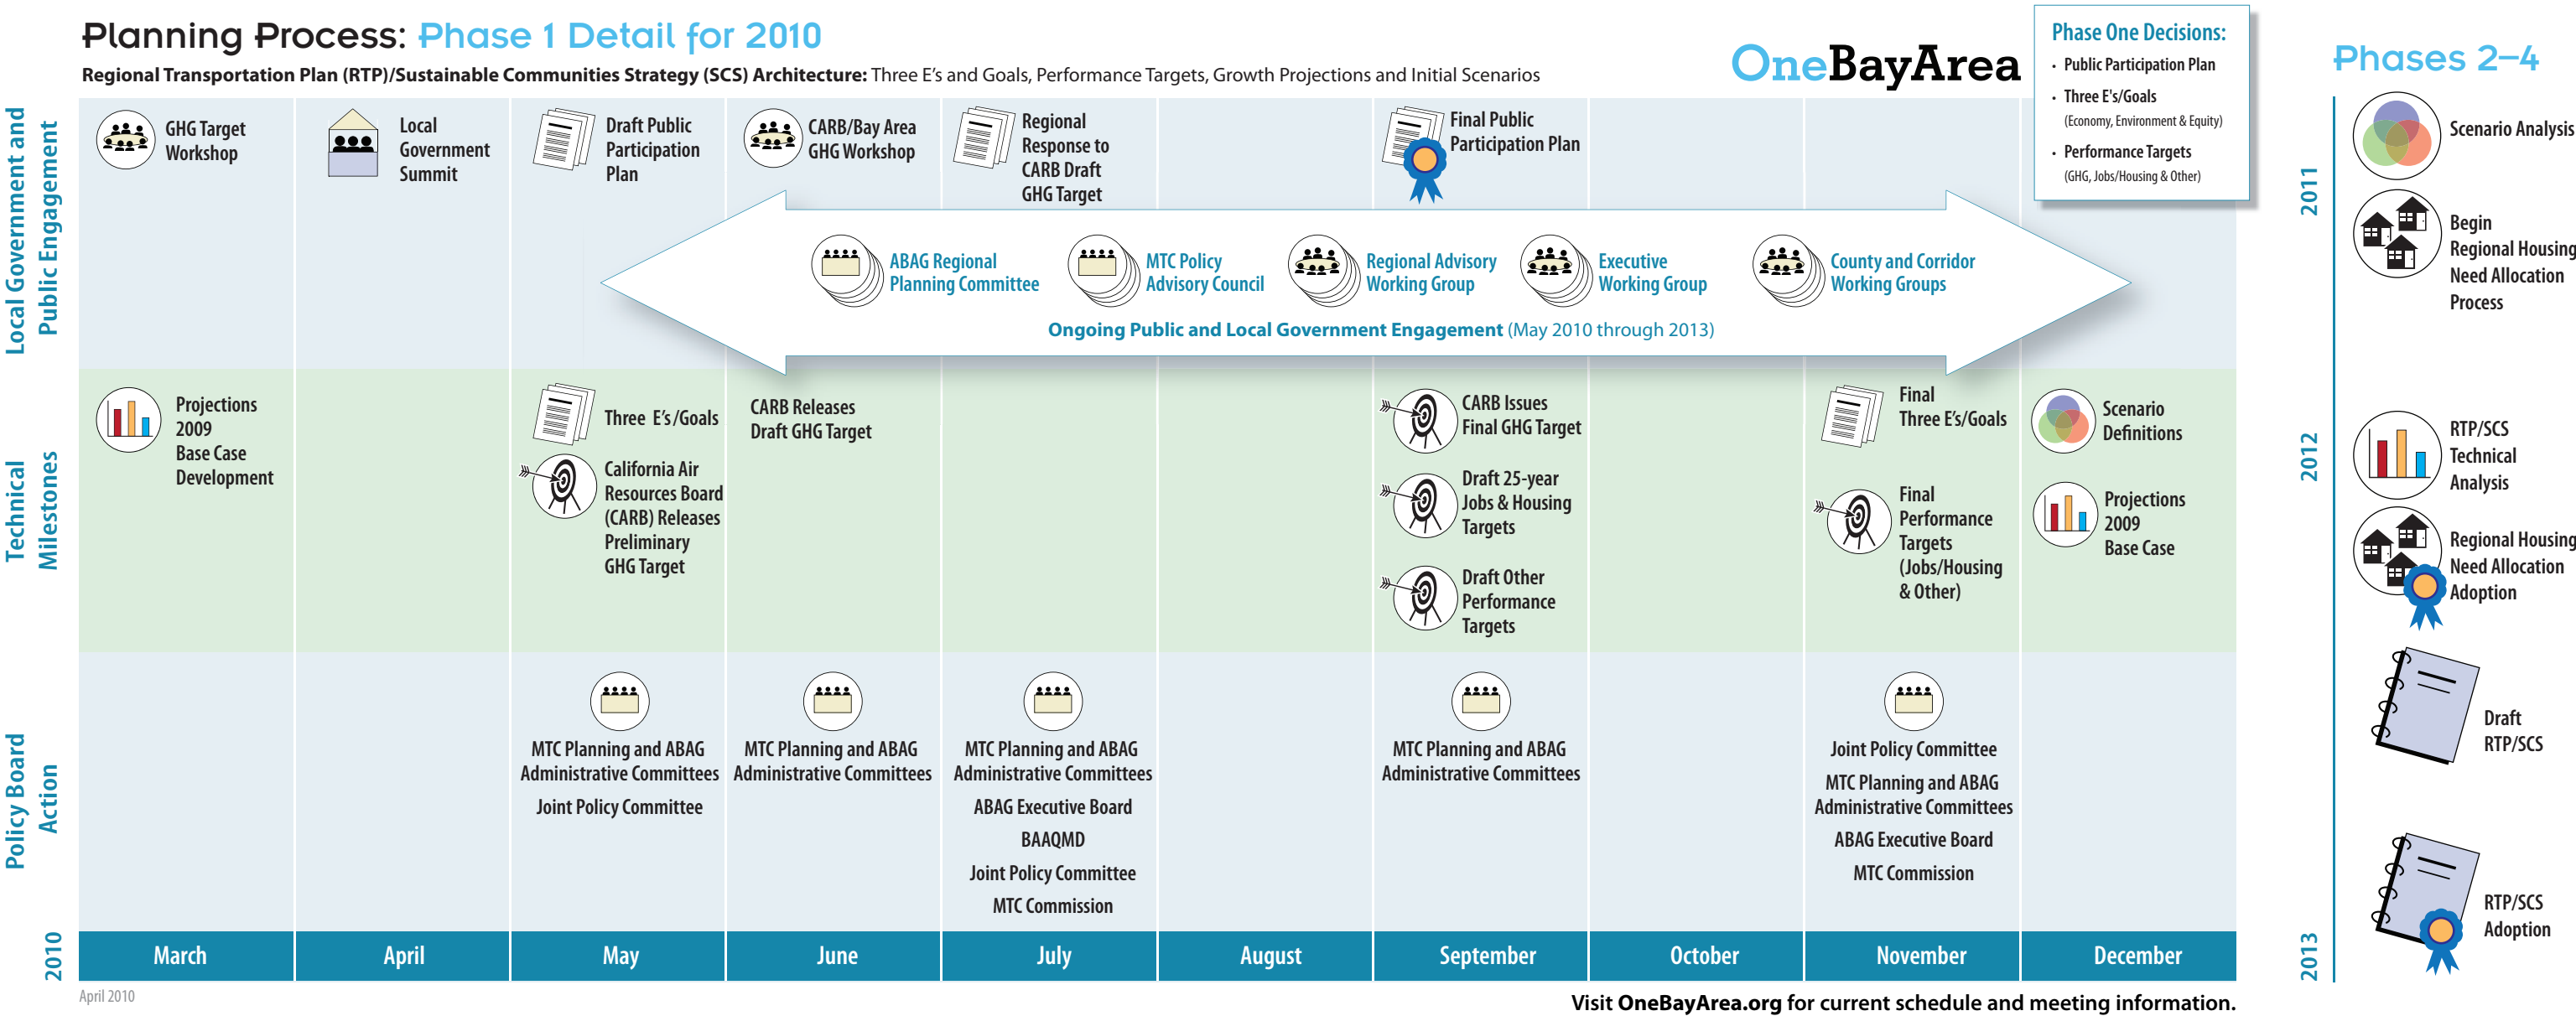 Planning Process: Phase 1 Detail for 2010
Regional Transportation Plan (RTP)/Sustainable Communities Strategy (SCS) Architecture: Three E's and Goals, Performance Targets, Growth Projections and Initial Scenarios
OneBayArea
Phase One Decisions:
• Public Participation Plan
• Three E's/Goals
(Economy, Environment & Equity)
• Performance Targets
(GHG, Jobs/Housing & Other)
Phases 2–4
Local Government and
Public Engagement
GHG Target
Workshop
Local
Government
Summit
Draft Public
Participation
Plan
CARB/Bay Area
GHG Workshop
Regional
Response to
CARB Draft
GHG Target
Final Public
Participation Plan
ABAG Regional
Planning Committee
MTC Policy
Advisory Council
Regional Advisory
Working Group
Executive
Working Group
County and Corridor
Working Groups
Ongoing Public and Local Government Engagement (May 2010 through 2013)
Technical
Milestones
Projections
2009
Base Case
Development
Three E's/Goals
California Air
Resources Board
(CARB) Releases
Preliminary
GHG Target
CARB Releases
Draft GHG Target
CARB Issues
Final GHG Target
Draft 25-year
Jobs & Housing
Targets
Draft Other
Performance
Targets
Final
Three E's/Goals
Final
Performance
Targets
(Jobs/Housing
& Other)
Scenario
Definitions
Projections
2009
Base Case
Policy Board
Action
MTC Planning and ABAG
Administrative Committees
Joint Policy Committee
MTC Planning and ABAG
Administrative Committees
MTC Planning and ABAG
Administrative Committees
ABAG Executive Board
BAAQMD
Joint Policy Committee
MTC Commission
MTC Planning and ABAG
Administrative Committees
Joint Policy Committee
MTC Planning and ABAG
Administrative Committees
ABAG Executive Board
MTC Commission
2010
March
April
May
June
July
August
September
October
November
December
2011
Scenario Analysis
Begin
Regional Housing
Need Allocation
Process
2012
RTP/SCS
Technical
Analysis
Regional Housing
Need Allocation
Adoption
Draft
RTP/SCS
2013
RTP/SCS
Adoption
April 2010
Visit OneBayArea.org for current schedule and meeting information.